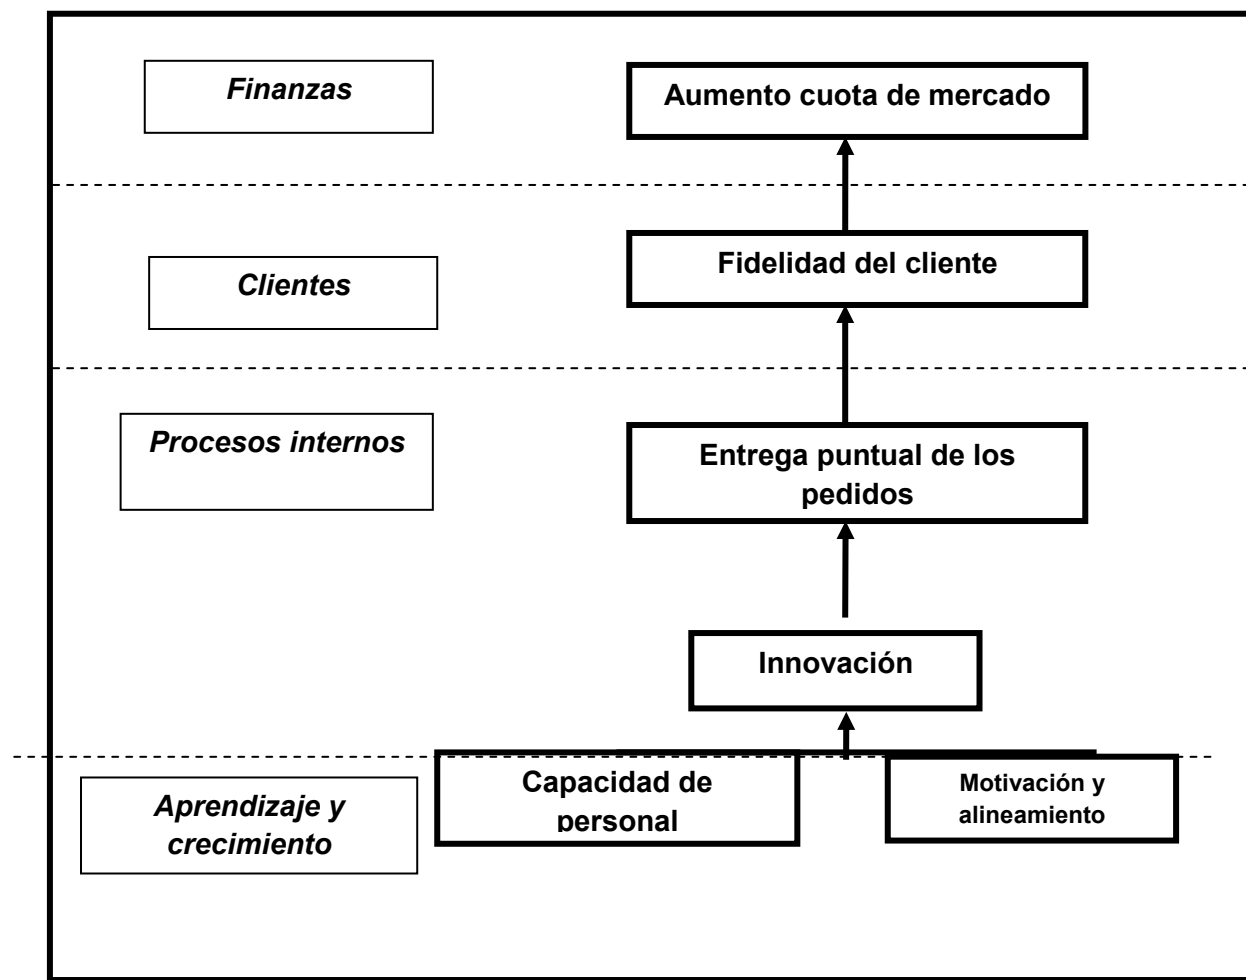 Finanzas
Aumento cuota de mercado
Clientes
Fidelidad del cliente
Procesos internos
Entrega puntual de los
pedidos
Innovación
Aprendizaje y
crecimiento
Capacidad de
personal
Motivación y
alineamiento